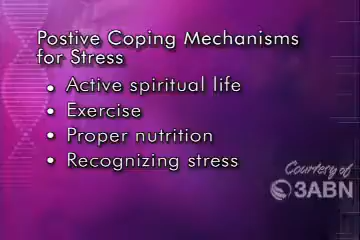 Postive Coping Mechanisms
for Stress
• Active spiritual life
• Exercise
• Proper nutrition
• Recognizing stress
Courtesy of
3ABN